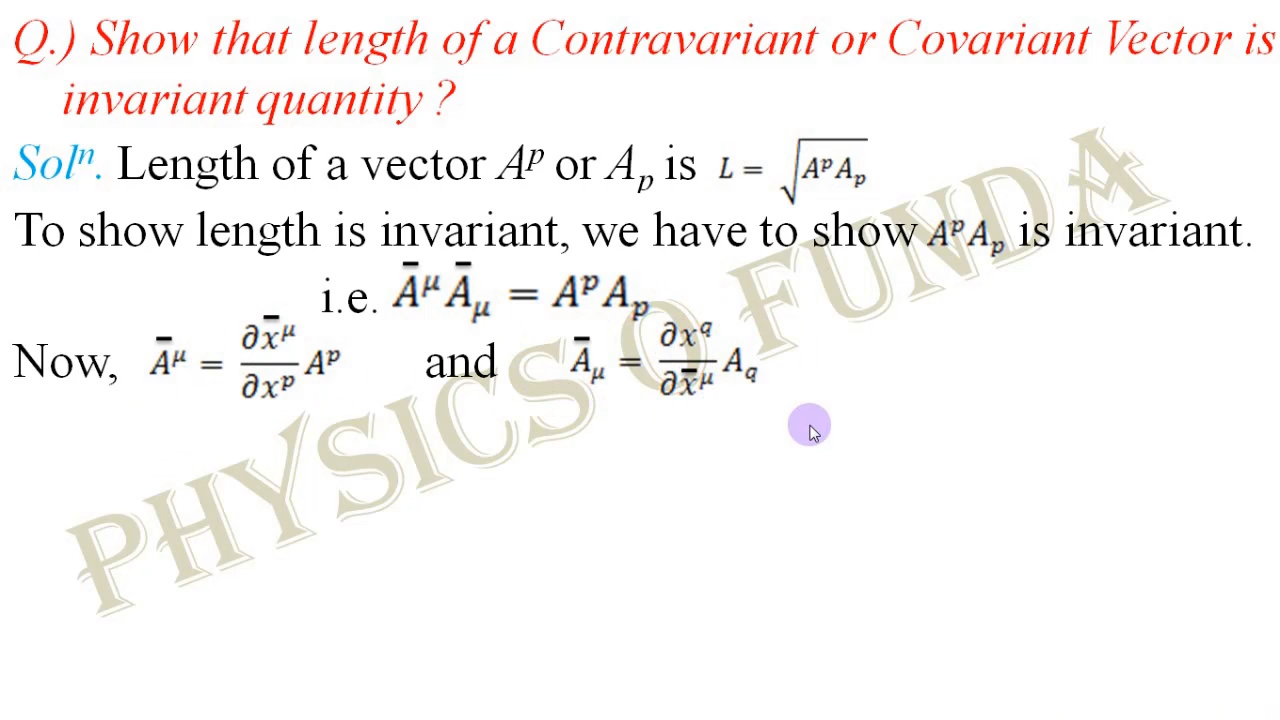 Q.) Show that length of a Contravariant or Covariant Vector is
invariant quantity ?
Solⁿ. Length of a vector Aᵖ or Aₚ is L = √(AᵖAₚ)
To show length is invariant, we have to show AᵖAₚ is invariant.
i.e. Ā^μ Ā_μ = AᵖAₚ
Now, Ā^μ = ∂x̄^μ/∂x^p A^p and Ā_μ = ∂x^q/∂x̄^μ A_q
PHYSICS O FUNDA